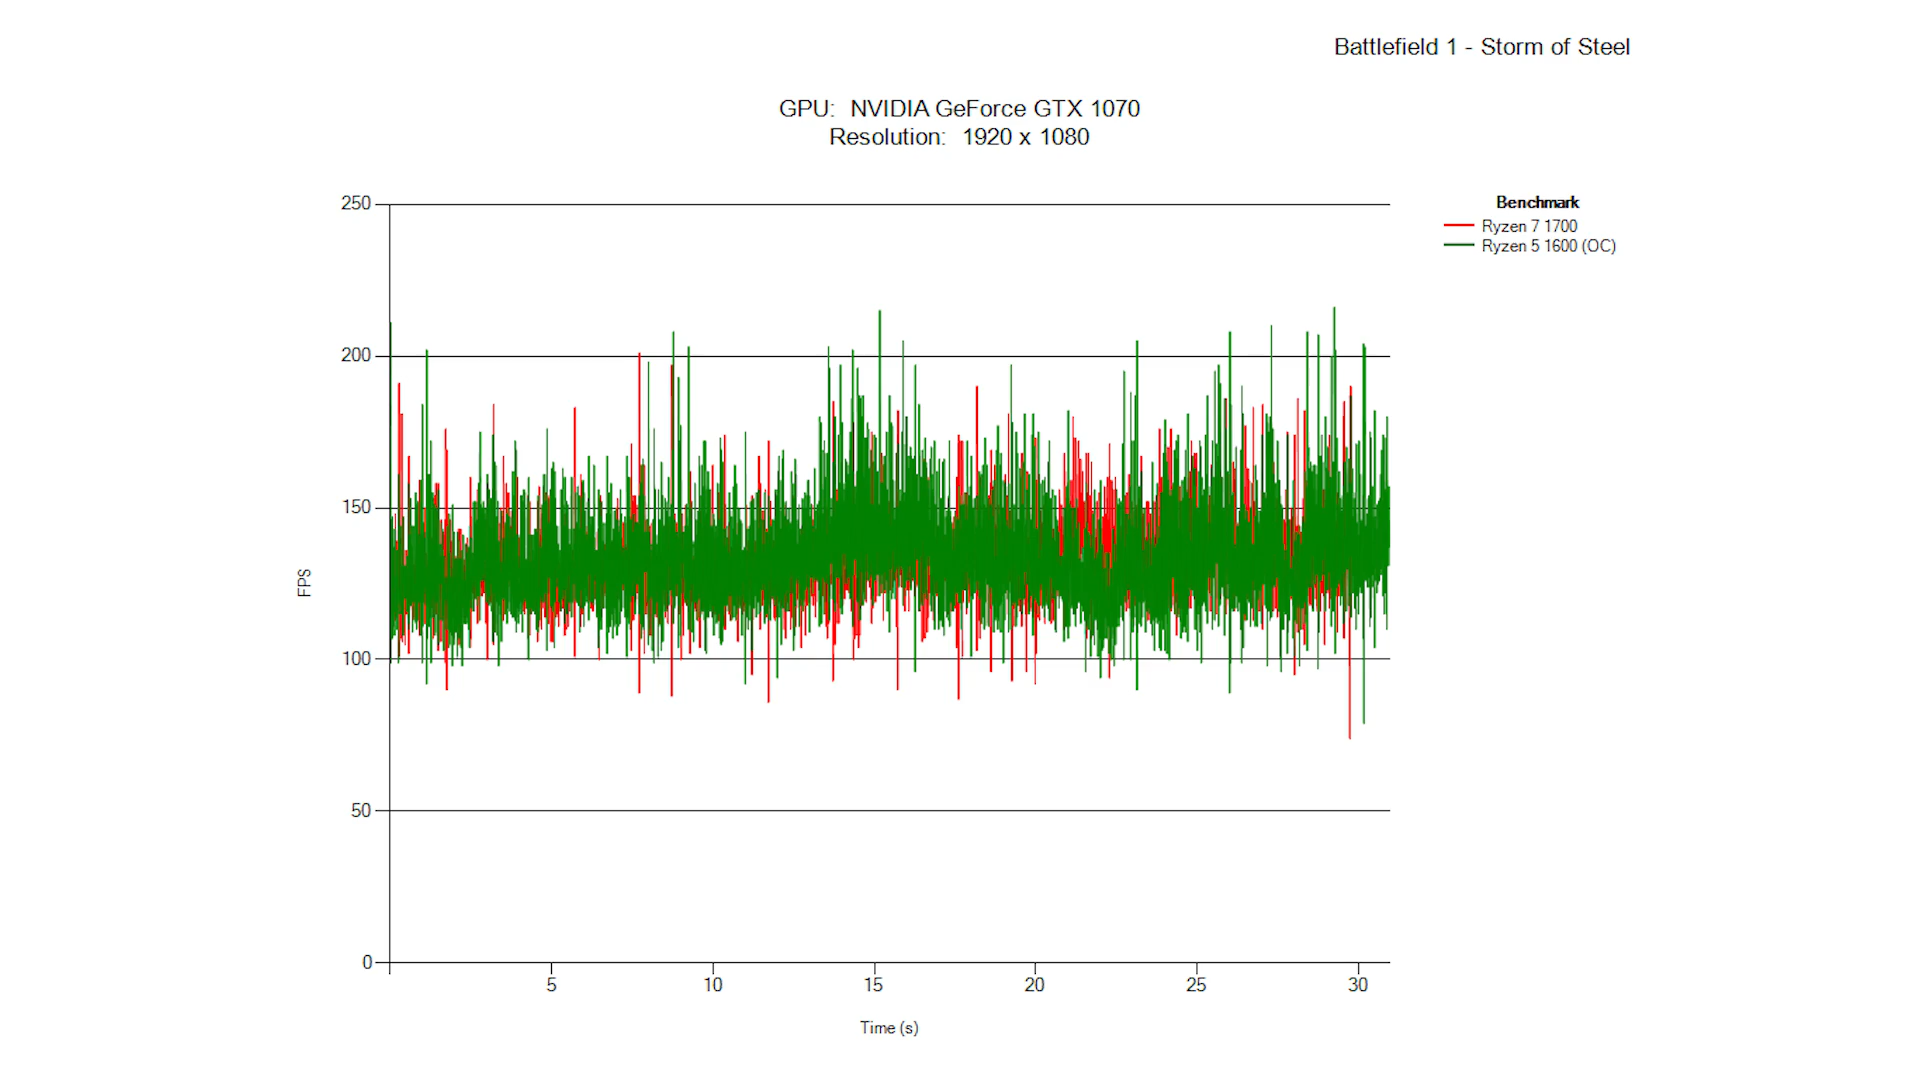 Battlefield 1 - Storm of Steel
GPU: NVIDIA GeForce GTX 1070
Resolution: 1920 x 1080
Benchmark
Ryzen 7 1700
Ryzen 5 1600 (OC)
250
200
150
100
50
0
FPS
5
10
15
20
25
30
Time (s)